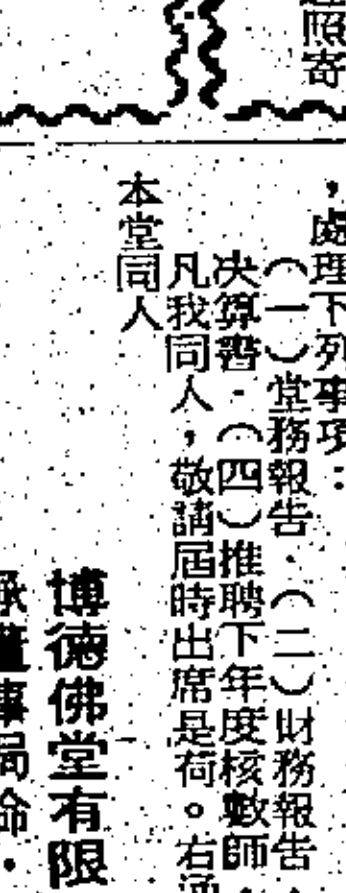 照寄
，處理下列事項：
（一）堂務報告．（二）財務報告．
決算書．（四）推聘下年度核數師．
凡我同人，敬請屆時出席是荷。右
本堂同人
博德佛堂有限